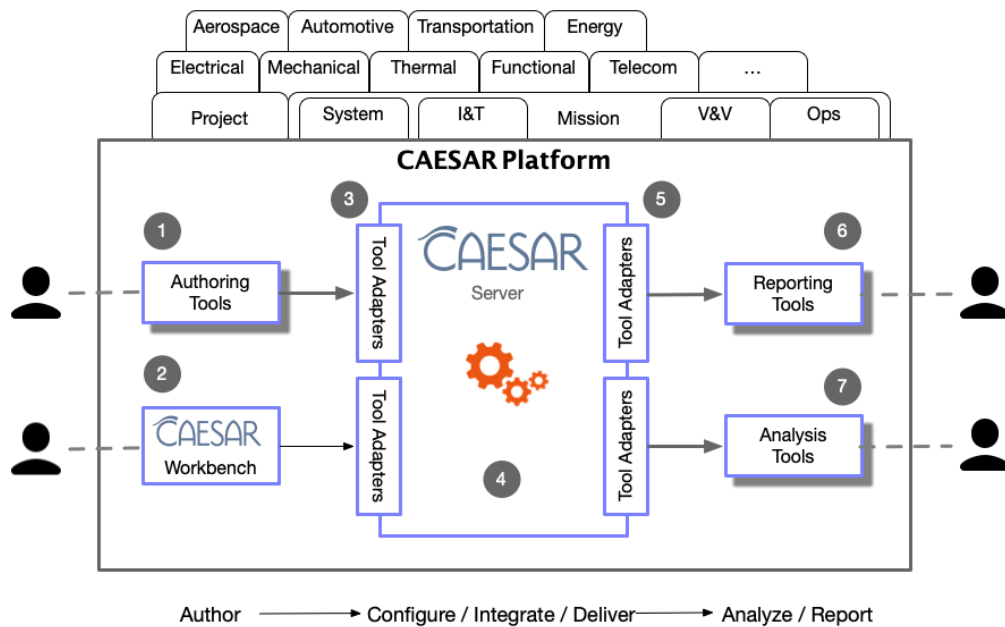 Aerospace Automotive Transportation Energy
Electrical Mechanical Thermal Functional Telecom ...
Project System I&T Mission V&V Ops
CAESAR Platform
1
3
5
6
Authoring
Tools
Tool Adapters
CAESAR
Server
Tool Adapters
Reporting
Tools
2
7
CAESAR
Workbench
Tool Adapters
4
Tool Adapters
Analysis
Tools
Author Configure / Integrate / Deliver Analyze / Report